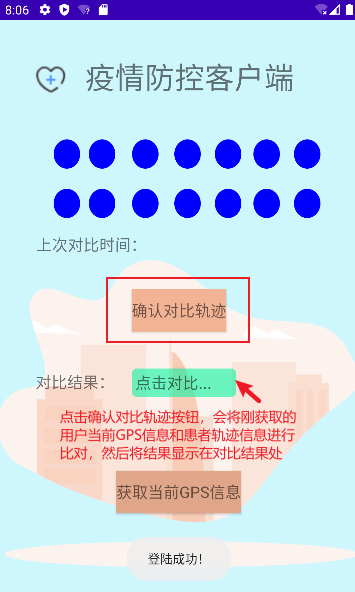 8:06
疫情防控客户端
上次对比时间：
确认对比轨迹
对比结果： 点击对比...
点击确认对比轨迹按钮，会将刚获取的
用户当前GPS信息和患者轨迹信息进行
比对，然后将结果显示在对比结果处
获取当前GPS信息
登陆成功！